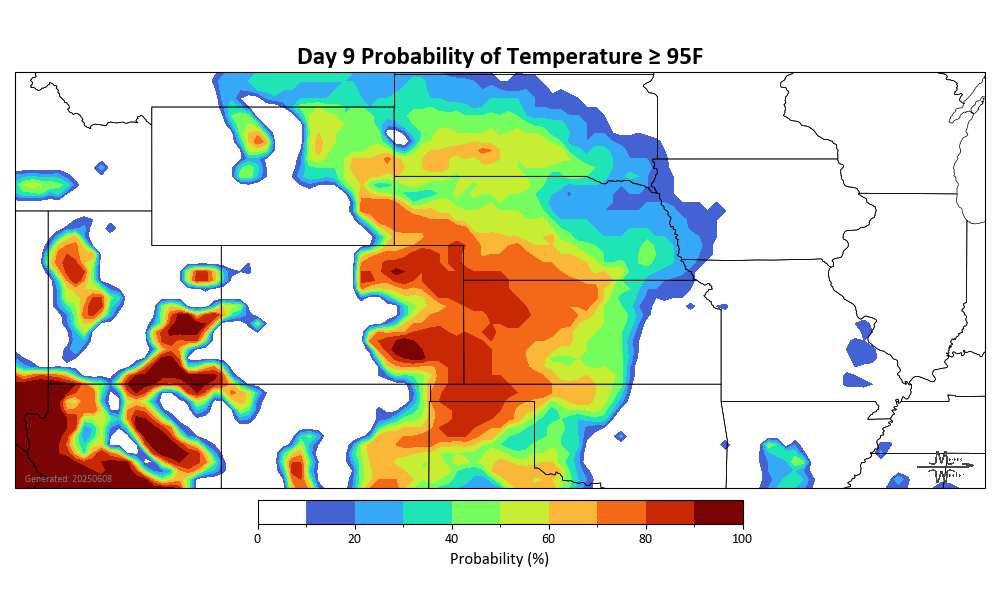 Day 9 Probability of Temperature ≥ 95F
Generated: 20250608
0 20 40 60 80 100
Probability (%)